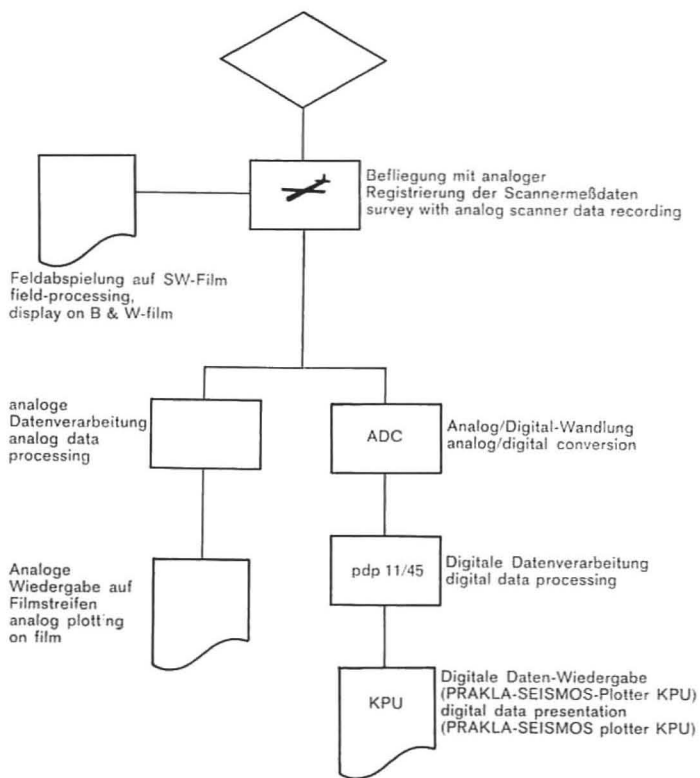 Befliegung mit analoger
Registrierung der Scannermeßdaten
survey with analog scanner data recording
Feldabspielung auf SW-Film
field-processing,
display on B & W-film
analoge
Datenverarbeitung
analog data
processing
ADC
Analog/Digital-Wandlung
analog/digital conversion
Analoge
Wiedergabe auf
Filmstreifen
analog plotting
on film
pdp 11/45
Digitale Datenverarbeitung
digital data processing
KPU
Digitale Daten-Wiedergabe
(PRAKLA-SEISMOS-Plotter KPU)
digital data presentation
(PRAKLA-SEISMOS plotter KPU)